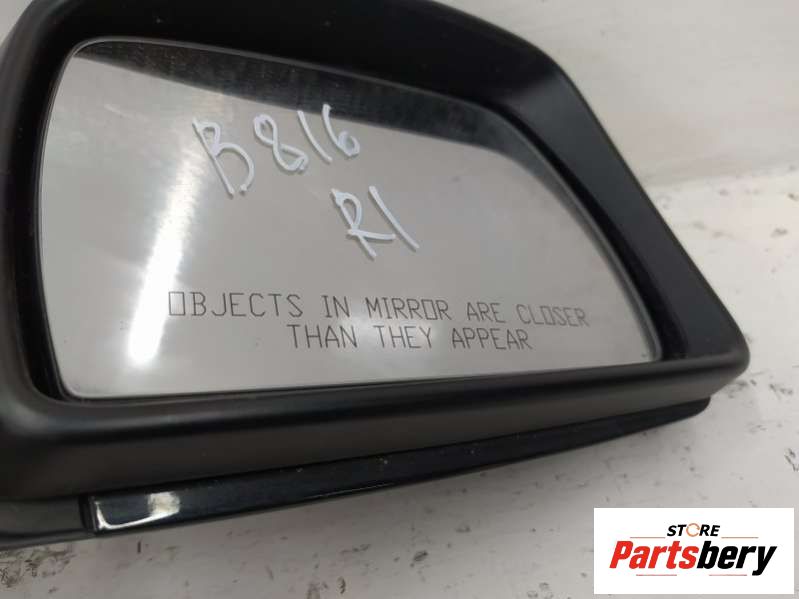 B816
R1
OBJECTS IN MIRROR ARE CLOSER
THAN THEY APPEAR
STORE
Partsbery